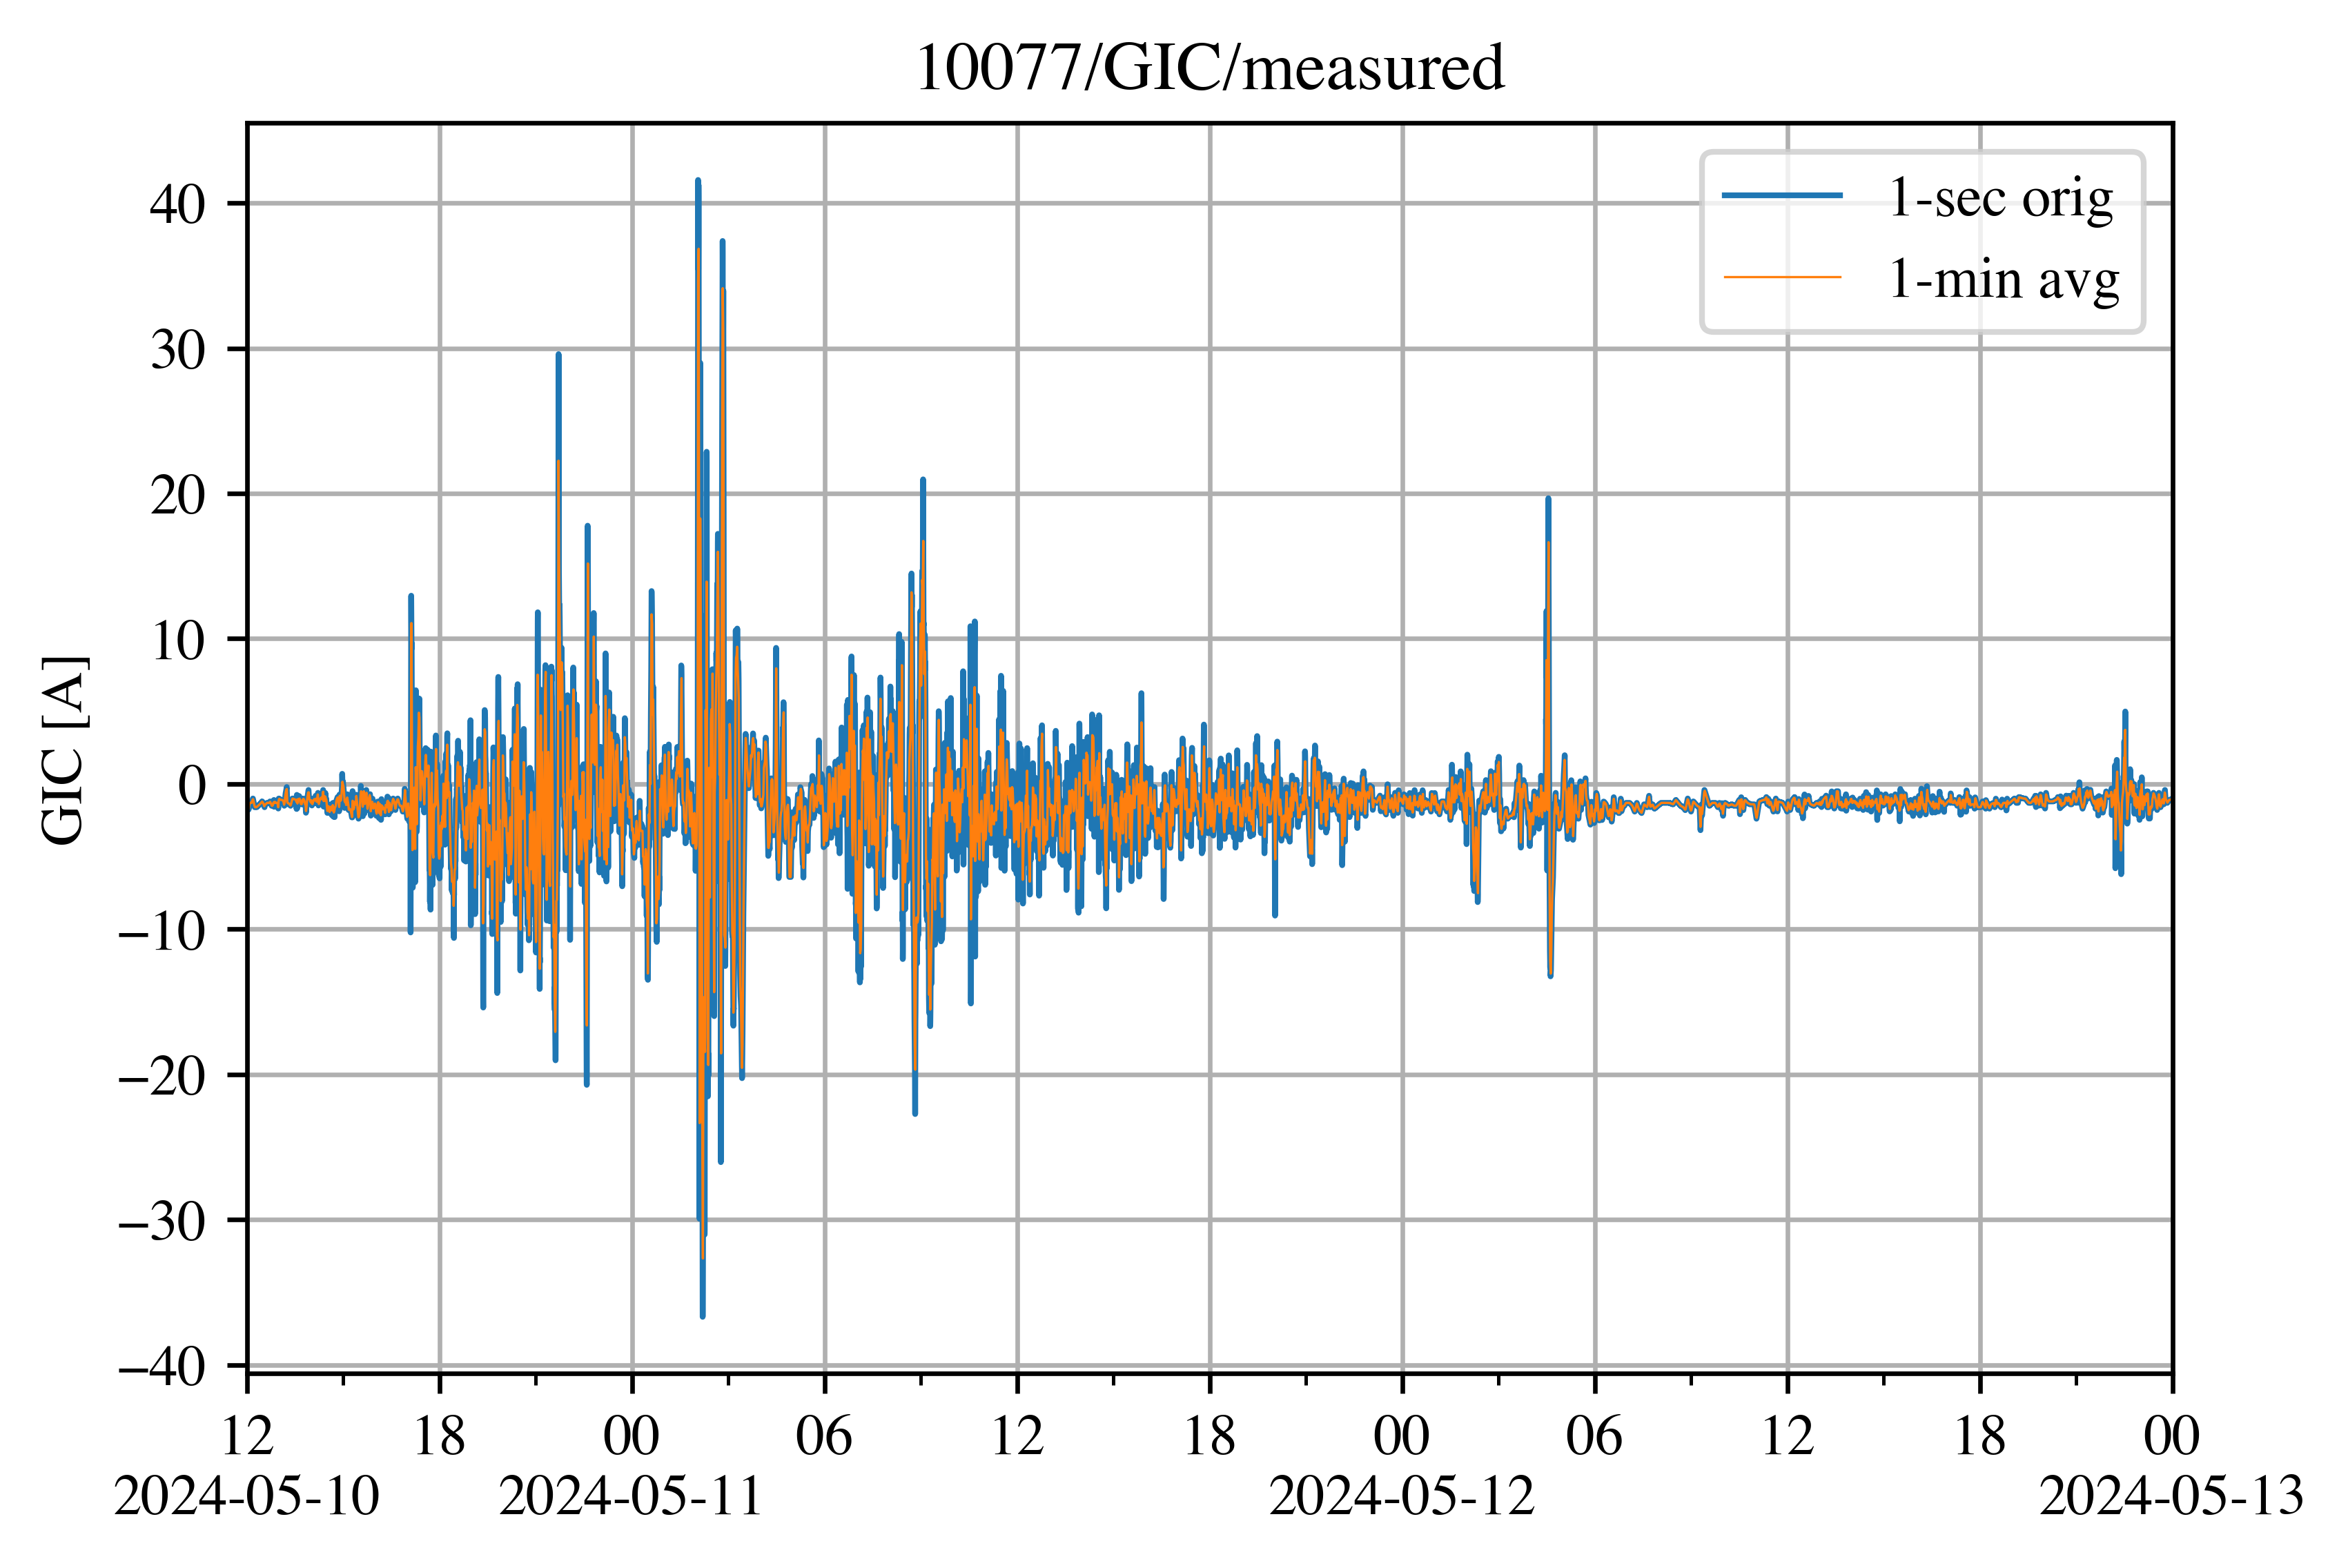 10077/GIC/measured
1-sec orig
1-min avg
GIC [A]
40
30
20
10
0
−10
−20
−30
−40
12 18 00 06 12 18 00 06 12 18 00
2024-05-10 2024-05-11 2024-05-12 2024-05-13